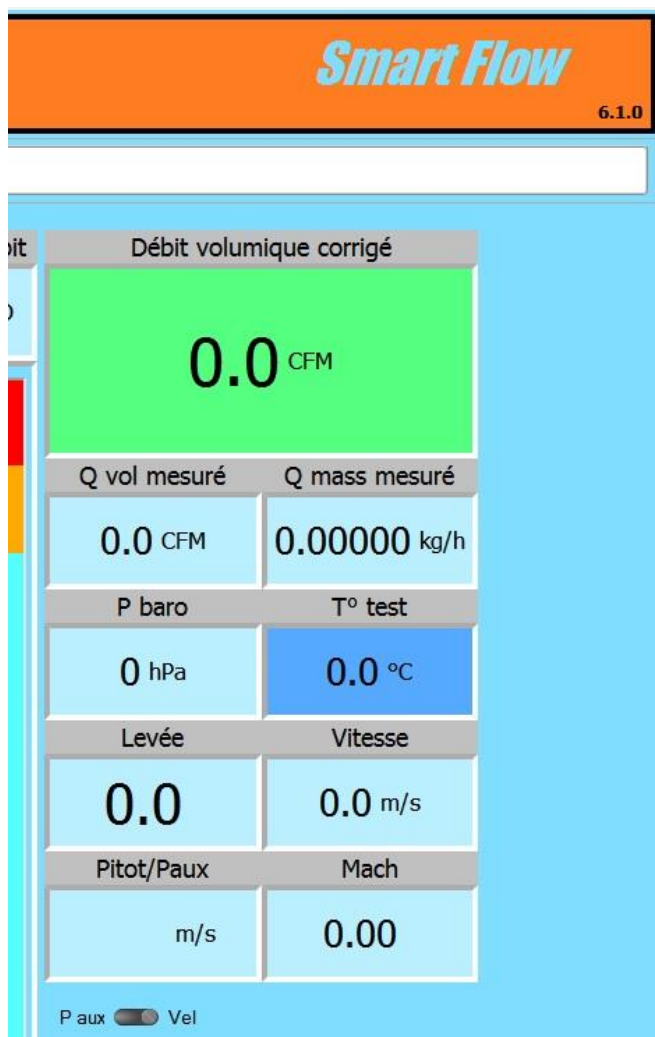 Smart Flow
6.1.0
Débit volumique corrigé
0.0 CFM
Q vol mesuré Q mass mesuré
0.0 CFM 0.00000 kg/h
P baro T° test
0 hPa 0.0 °C
Levée Vitesse
0.0 0.0 m/s
Pitot/Paux Mach
m/s 0.00
P aux Vel